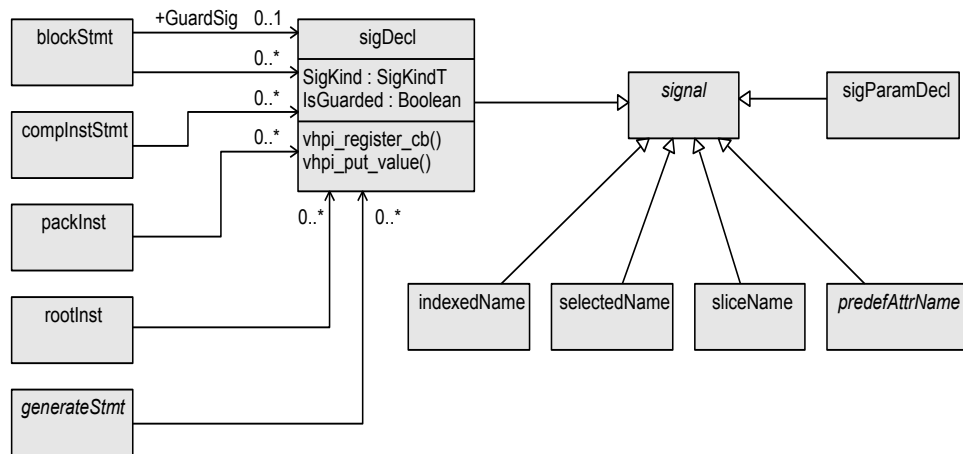 +GuardSig 0..1
blockStmt
sigDecl
0..*
SigKind : SigKindT
IsGuarded : Boolean
signal
sigParamDecl
0..*
compInstStmt
0..*
vhpi_register_cb()
vhpi_put_value()
packInst
0..* 0..*
indexedName selectedName sliceName predefAttrName
rootInst
generateStmt